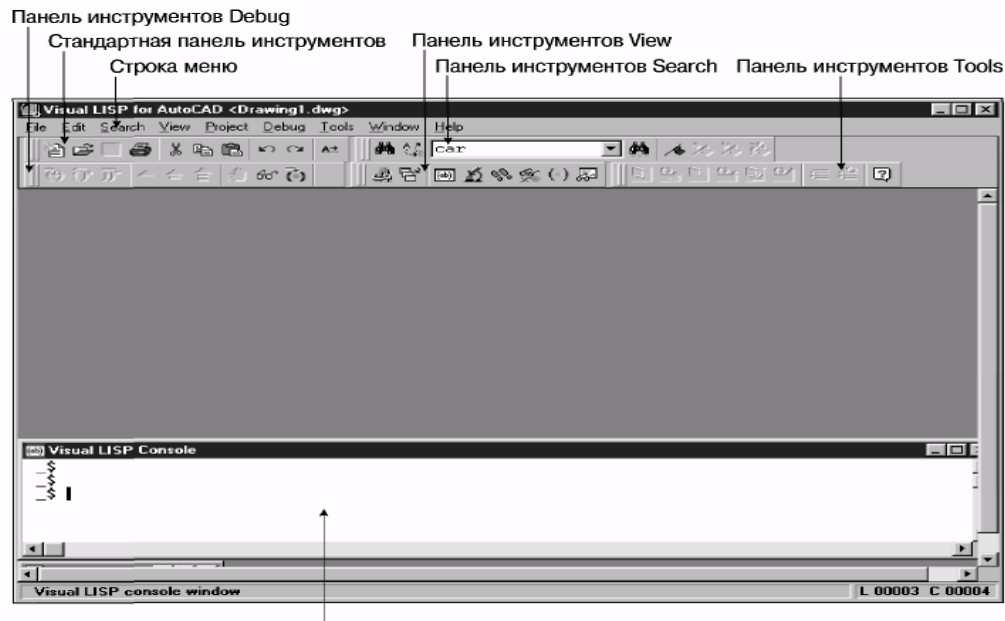 Панель инструментов Debug
Стандартная панель инструментов
Панель инструментов View
Строка меню
Панель инструментов Search
Панель инструментов Tools
Visual LISP for AutoCAD <Drawing1.dwg>
File Edit Search View Project Debug Tools Window Help
car
Visual LISP Console
_$
_$
_$
Visual LISP console window
L 00003 C 00004